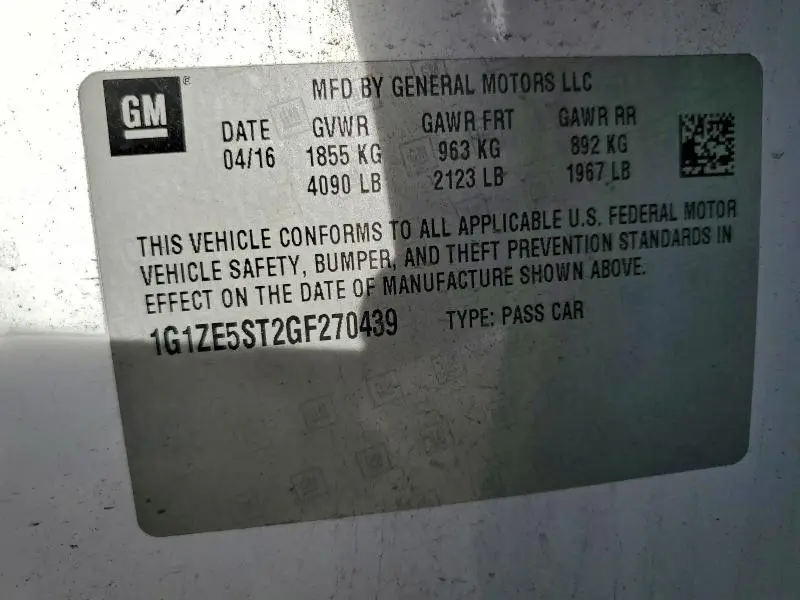 GM ®
MFD BY GENERAL MOTORS LLC
DATE GVWR GAWR FRT GAWR RR
04/16 1855 KG 963 KG 892 KG
4090 LB 2123 LB 1967 LB
THIS VEHICLE CONFORMS TO ALL APPLICABLE U.S. FEDERAL MOTOR
VEHICLE SAFETY, BUMPER, AND THEFT PREVENTION STANDARDS IN
EFFECT ON THE DATE OF MANUFACTURE SHOWN ABOVE.
1G1ZE5ST2GF270439 TYPE: PASS CAR